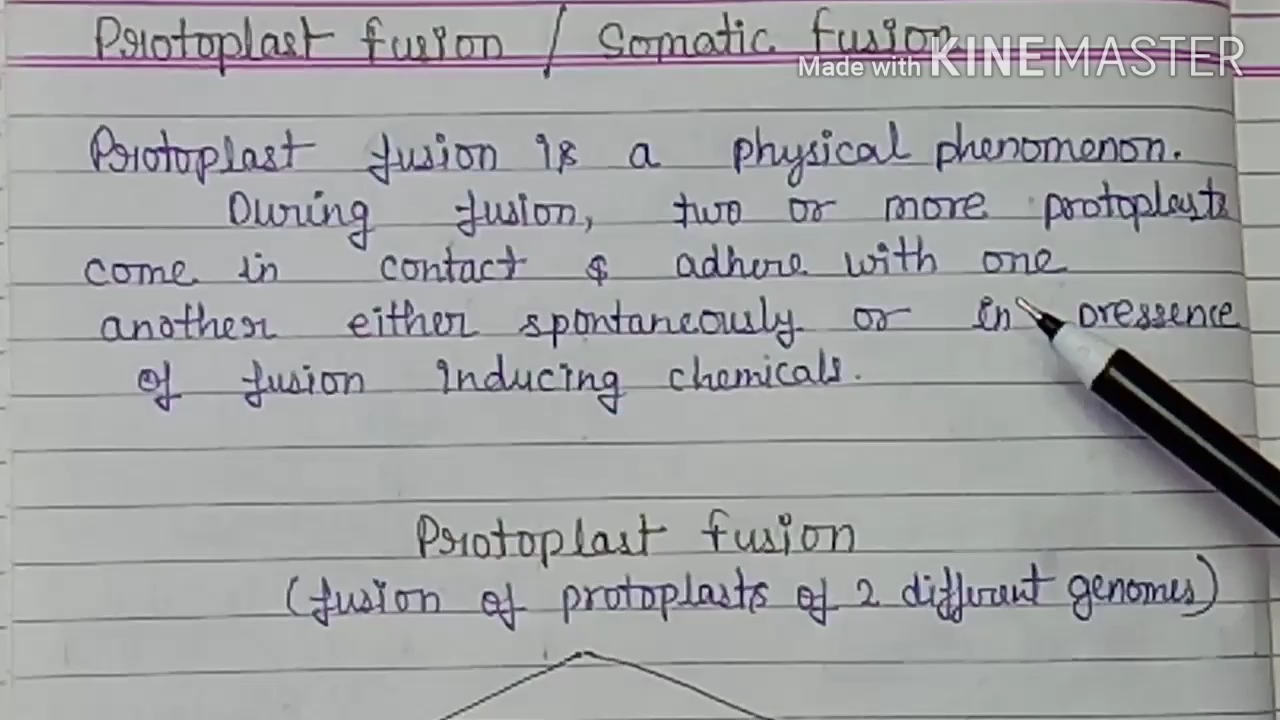 Protoplast fusion / Somatic fusion
Made with KINEMASTER
Protoplast fusion is a physical phenomenon.
During fusion, two or more protoplasts
come in contact & adhere with one
another either spontaneously or in pressence
of fusion inducing chemicals.
Protoplast fusion
(fusion of protoplasts of 2 different genomes)